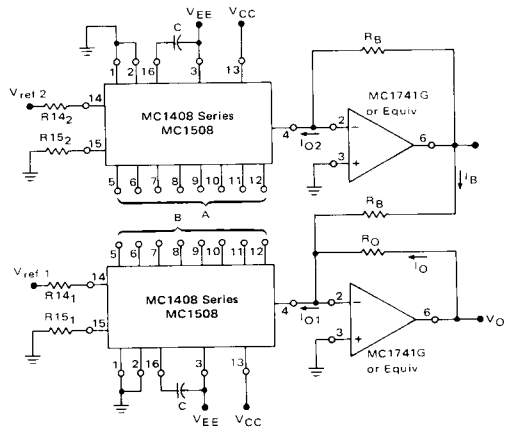 VEE
VCC
C
1 2 16 3 13
Vref 2
R14₂
14
R15₂
15
MC1408 Series
MC1508
4
IO2
RB
MC1741G
or Equiv
2
−
3
+
6
iB
5 6 7 8 9 10 11 12
A
B
5 6 7 8 9 10 11 12
RB
RO
IO
Vref 1
R14₁
14
R15₁
15
MC1408 Series
MC1508
4
IO1
2
−
3
+
6
VO
MC1741G
or Equiv
1 2 16 3 13
C
VEE
VCC